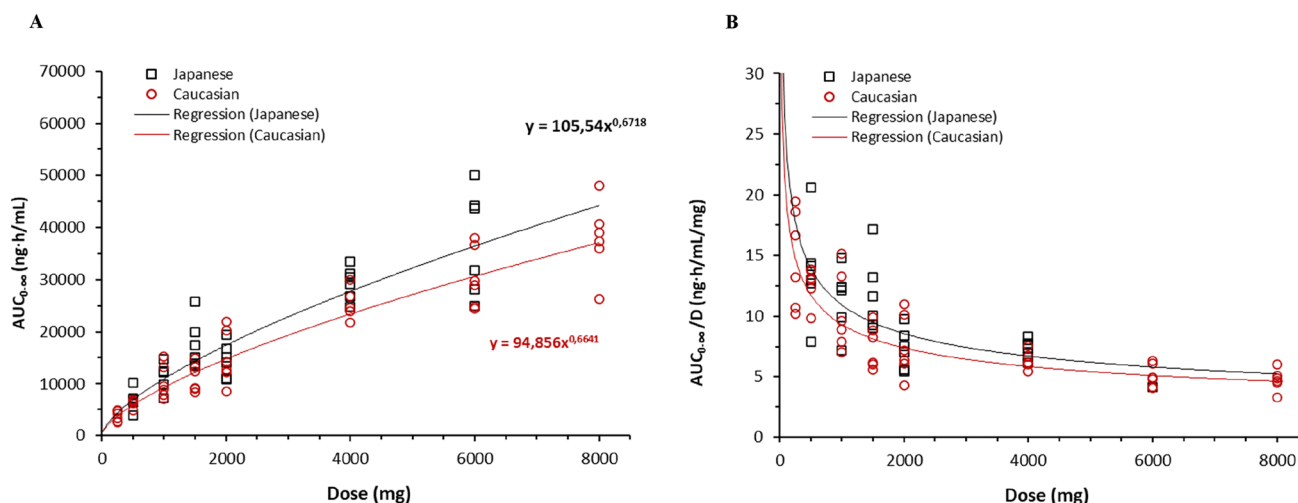 A
70000
60000
50000
40000
30000
20000
10000
0
AUC₀₋∞ (ng·h/mL)
Japanese
Caucasian
Regression (Japanese)
Regression (Caucasian)
y = 105,54x^0,6718
y = 94,856x^0,6641
0 2000 4000 6000 8000
Dose (mg)
B
30
25
20
15
10
5
0
AUC₀₋∞/D (ng·h/mL/mg)
Japanese
Caucasian
Regression (Japanese)
Regression (Caucasian)
0 2000 4000 6000 8000
Dose (mg)